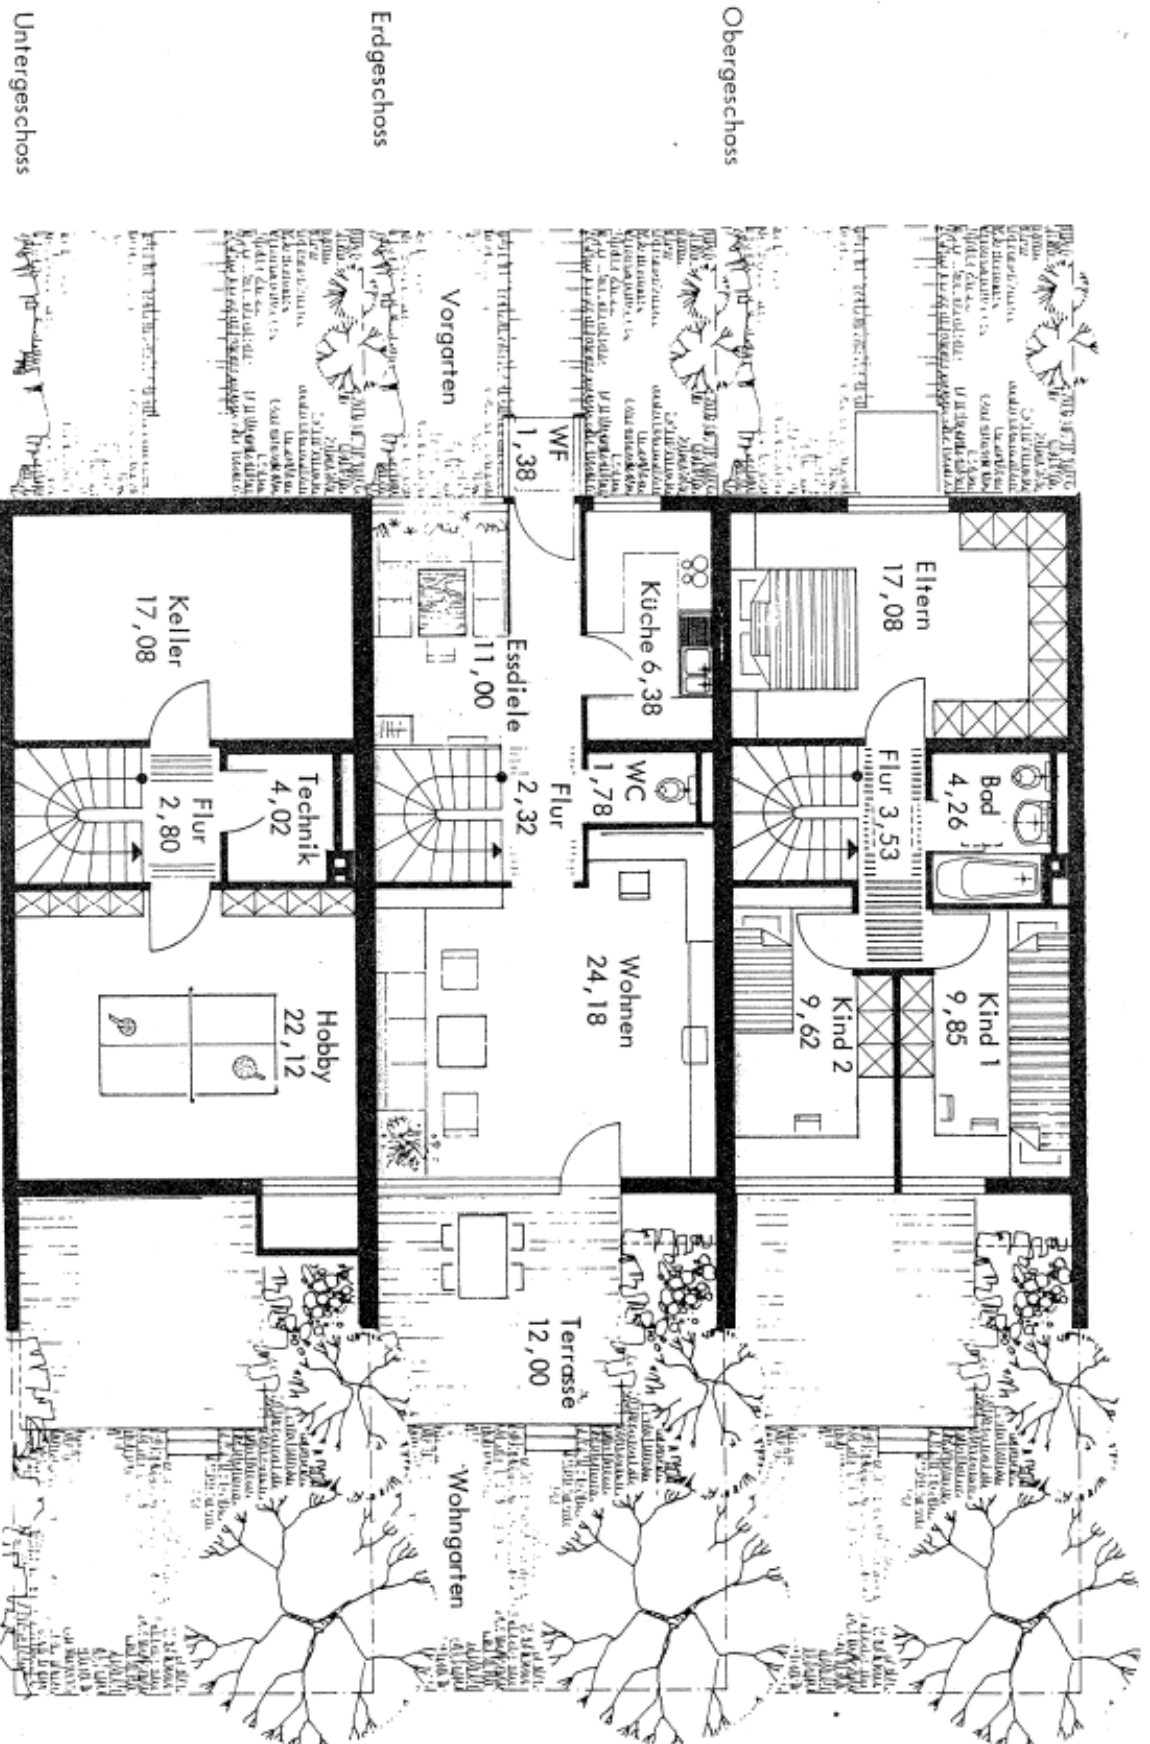 Obergeschoss
Eltern
17,08
Bad
4,26
Flur 3,53
Kind 1
9,85
Kind 2
9,62
Erdgeschoss
Vorgarten
WF
1,38
Küche 6,38
Essdiele
11,00
WC
1,78
Flur
2,32
Wohnen
24,18
Terrasse
12,00
Wohngarten
Untergeschoss
Keller
17,08
Technik
4,02
Flur
2,80
Hobby
22,12